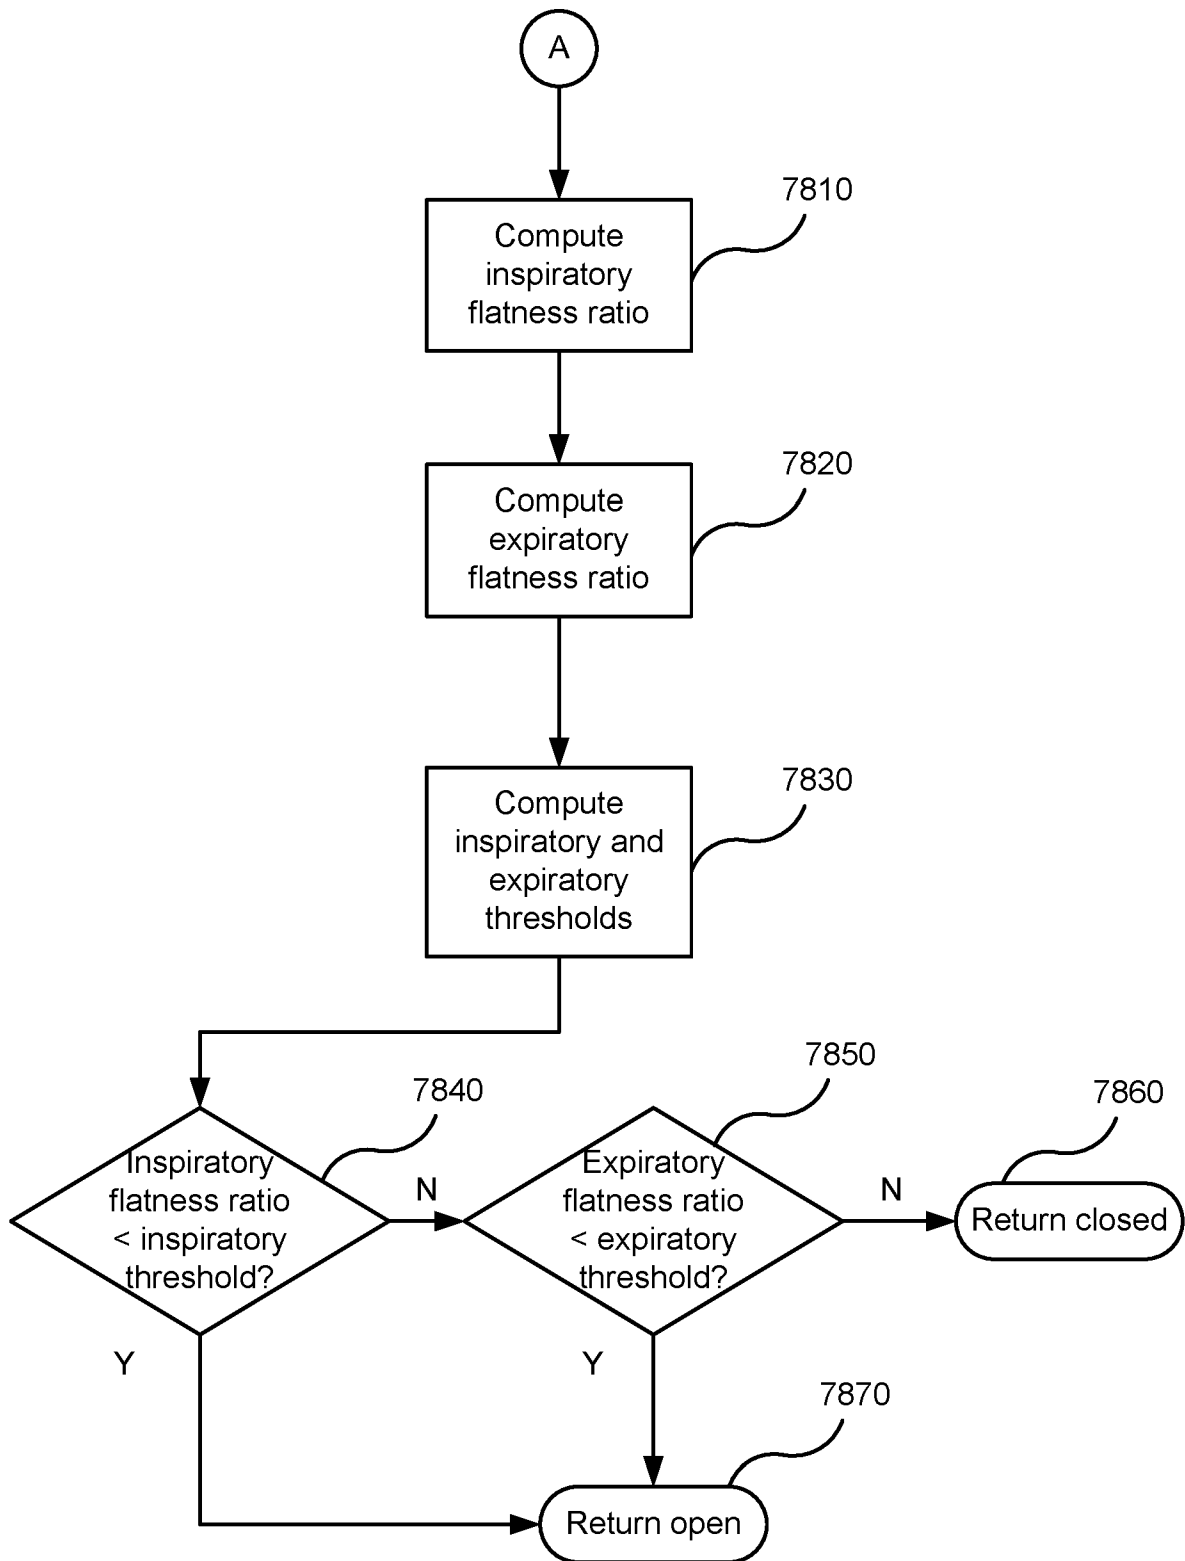 A
7810
Compute
inspiratory
flatness ratio
7820
Compute
expiratory
flatness ratio
7830
Compute
inspiratory and
expiratory
thresholds
7840
Inspiratory
flatness ratio
< inspiratory
threshold?
N
Y
7850
Expiratory
flatness ratio
< expiratory
threshold?
N
Y
7860
Return closed
7870
Return open